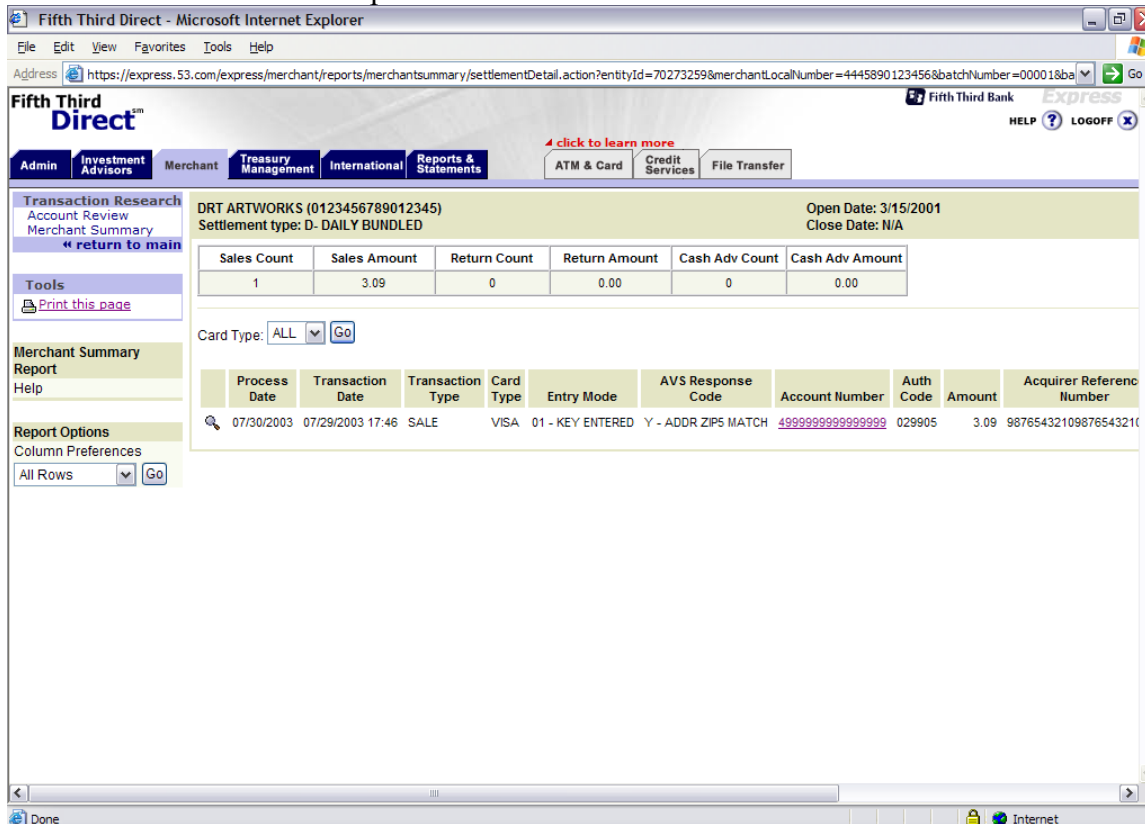 Fifth Third Direct - Microsoft Internet Explorer
File Edit View Favorites Tools Help
Address https://express.53.com/express/merchant/reports/merchantsummary/settlementDetail.action?entityId=70273259&merchantLocalNumber=4445890123456&batchNumber=00001&ba Go
Fifth Third
Direct sm
Fifth Third Bank Express
HELP ? LOGOFF X
click to learn more
Admin Investment Advisors Merchant Treasury Management International Reports & Statements ATM & Card Credit Services File Transfer
Transaction Research
Account Review
Merchant Summary
return to main
Tools
Print this page
Merchant Summary
Report
Help
Report Options
Column Preferences
All Rows Go
DRT ARTWORKS (0123456789012345) Open Date: 3/15/2001
Settlement type: D- DAILY BUNDLED Close Date: N/A
Sales Count Sales Amount Return Count Return Amount Cash Adv Count Cash Adv Amount
1 3.09 0 0.00 0 0.00
Card Type: ALL Go
Process Date Transaction Date Transaction Type Card Type Entry Mode AVS Response Code Account Number Auth Code Amount Acquirer Referenc Number
07/30/2003 07/29/2003 17:46 SALE VISA 01 - KEY ENTERED Y - ADDR ZIP5 MATCH 4999999999999999 029905 3.09 9876543210987654321
Done Internet